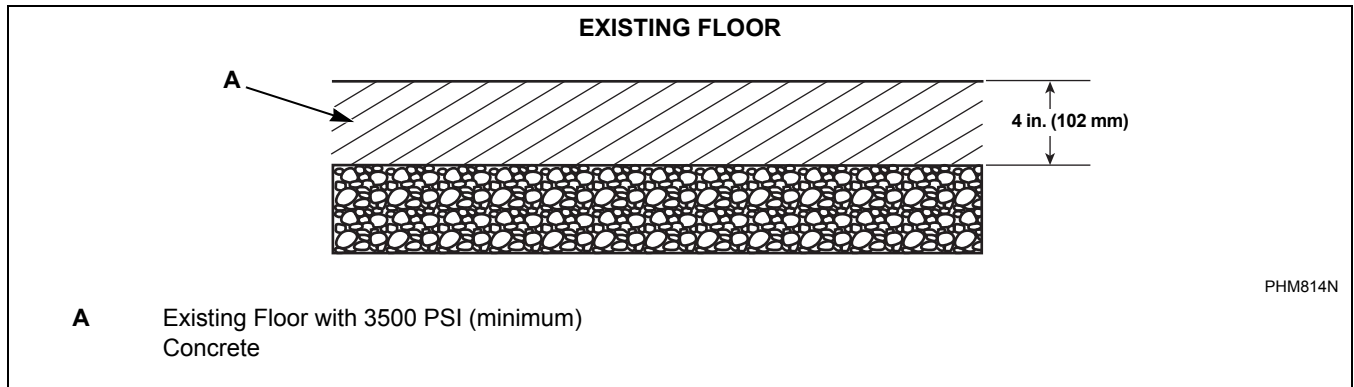 EXISTING FLOOR
A
4 in. (102 mm)
PHM814N
A Existing Floor with 3500 PSI (minimum)
Concrete